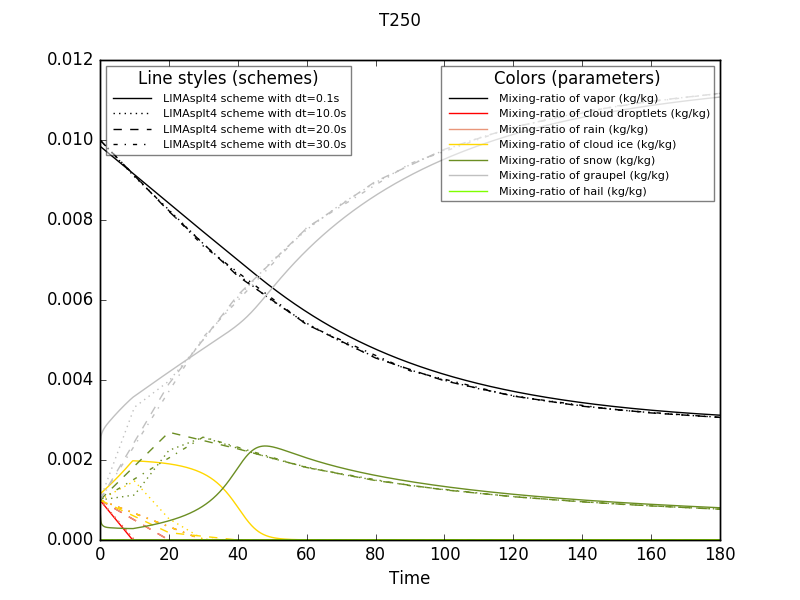 T250
0.012
0.010
0.008
0.006
0.004
0.002
0.000
Line styles (schemes)
LIMAsplt4 scheme with dt=0.1s
LIMAsplt4 scheme with dt=10.0s
LIMAsplt4 scheme with dt=20.0s
LIMAsplt4 scheme with dt=30.0s
Colors (parameters)
Mixing-ratio of vapor (kg/kg)
Mixing-ratio of cloud droptlets (kg/kg)
Mixing-ratio of rain (kg/kg)
Mixing-ratio of cloud ice (kg/kg)
Mixing-ratio of snow (kg/kg)
Mixing-ratio of graupel (kg/kg)
Mixing-ratio of hail (kg/kg)
0 20 40 60 80 100 120 140 160 180
Time